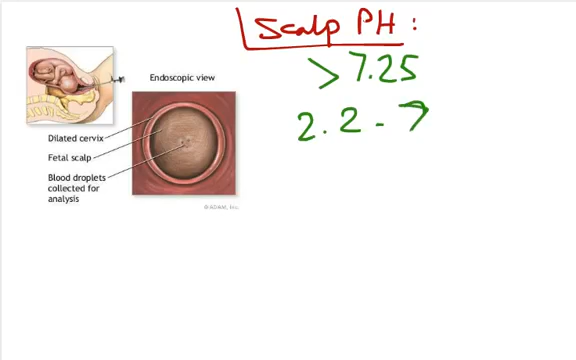 Scalp PH :
> 7.25
2.2 - 7
Endoscopic view
Dilated cervix
Fetal scalp
Blood droplets
collected for
analysis
© ADAM, Inc.